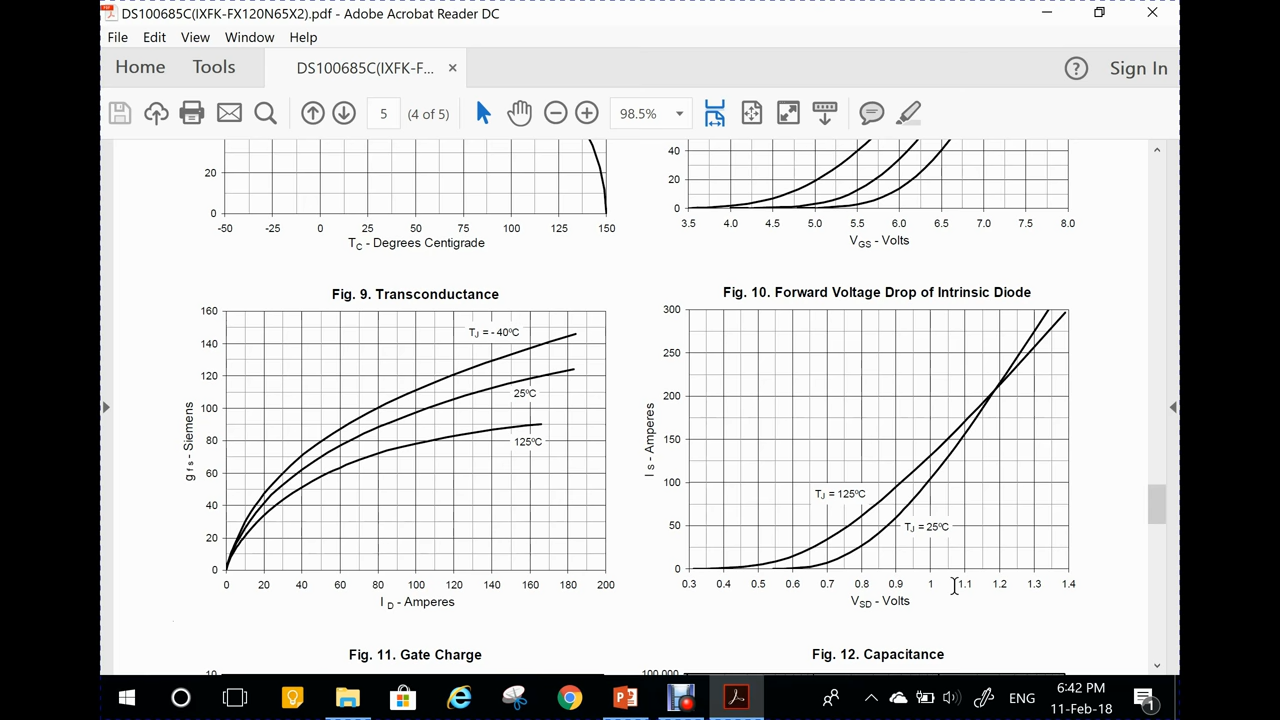 DS100685C(IXFK-FX120N65X2).pdf - Adobe Acrobat Reader DC
File Edit View Window Help
Home Tools DS100685C(IXFK-F... × ? Sign In
5 (4 of 5) 98.5%
20
0
-50 -25 0 25 50 75 100 125 150
TC - Degrees Centigrade
40
20
0
3.5 4.0 4.5 5.0 5.5 6.0 6.5 7.0 7.5 8.0
VGS - Volts
Fig. 9. Transconductance
160
140
120
100
80
60
40
20
0
g f s - Siemens
TJ = - 40ºC
25ºC
125ºC
0 20 40 60 80 100 120 140 160 180 200
I D - Amperes
Fig. 10. Forward Voltage Drop of Intrinsic Diode
300
250
200
150
100
50
0
I S - Amperes
TJ = 125ºC
TJ = 25ºC
0.3 0.4 0.5 0.6 0.7 0.8 0.9 1 1.1 1.2 1.3 1.4
VSD - Volts
Fig. 11. Gate Charge
10
Fig. 12. Capacitance
100,000
ENG
6:42 PM
11-Feb-18
1